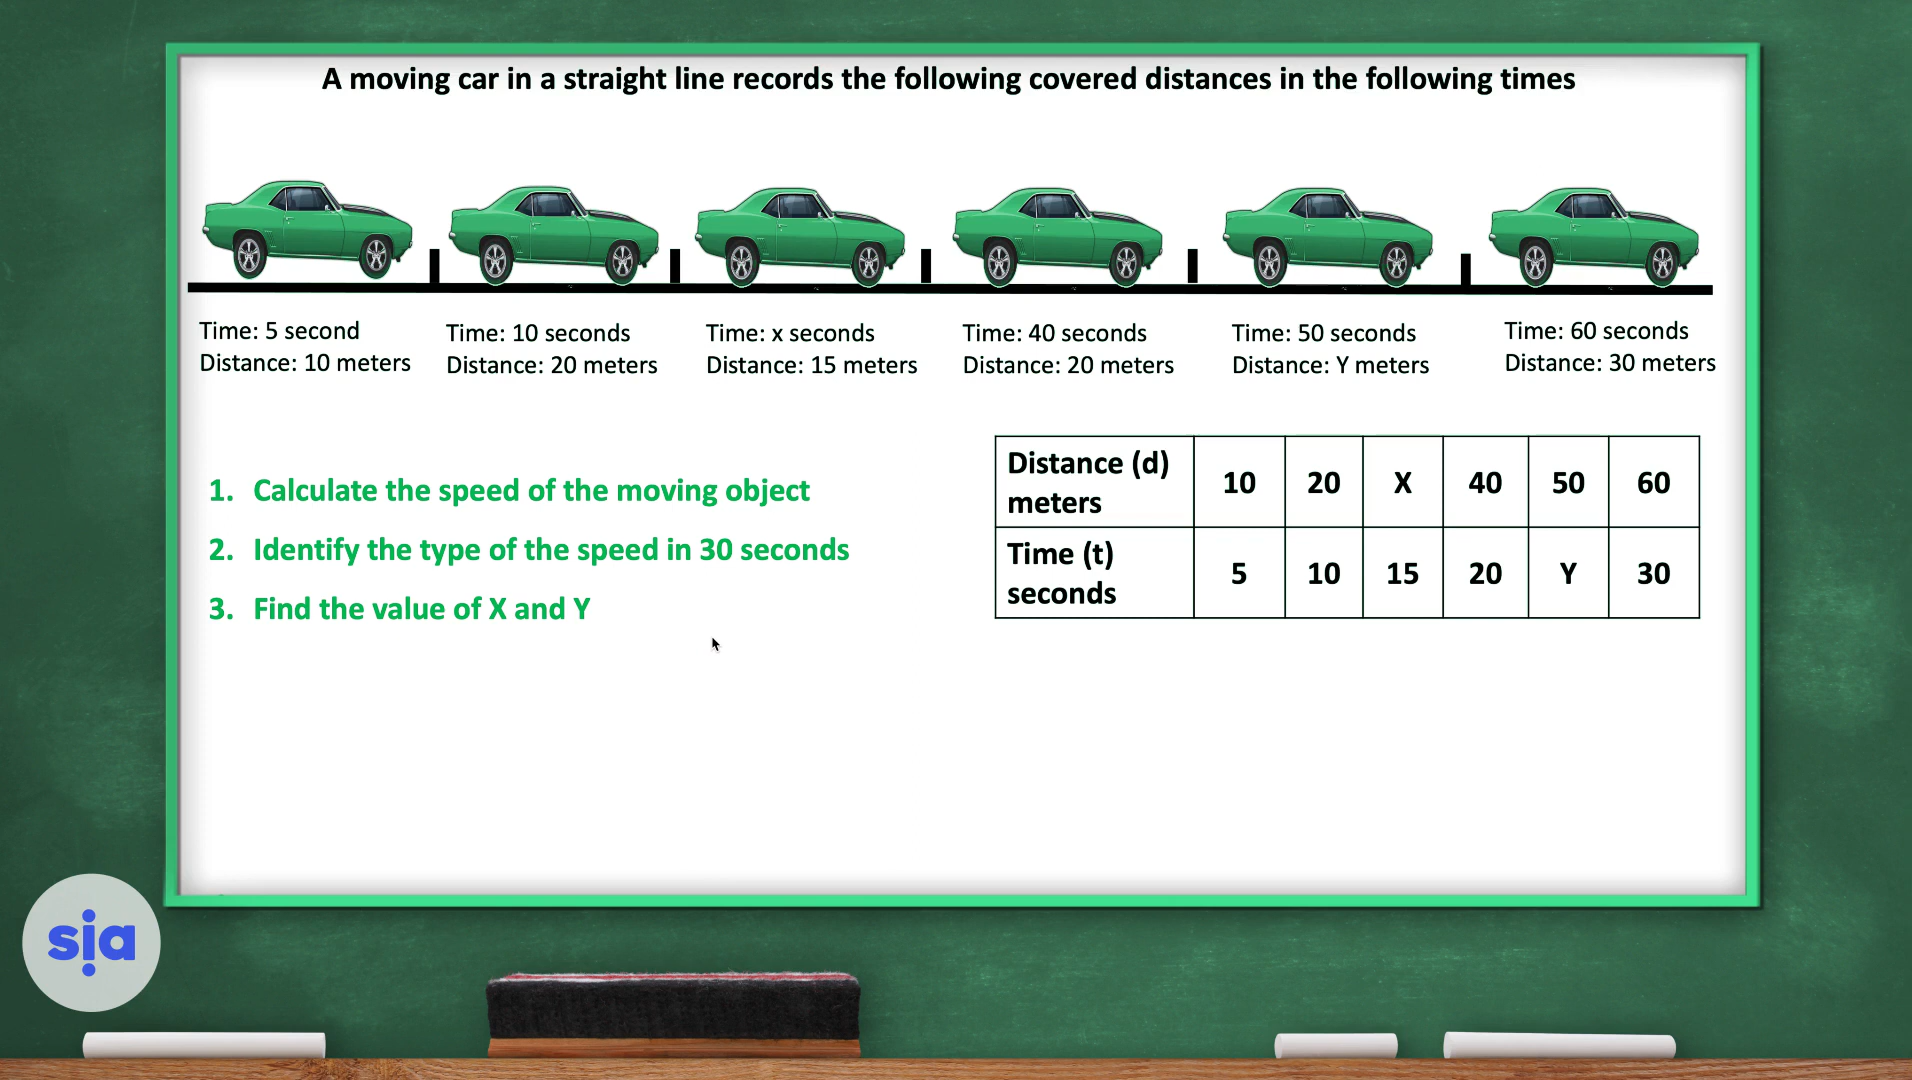 A moving car in a straight line records the following covered distances in the following times
Time: 5 second
Distance: 10 meters
Time: 10 seconds
Distance: 20 meters
Time: x seconds
Distance: 15 meters
Time: 40 seconds
Distance: 20 meters
Time: 50 seconds
Distance: Y meters
Time: 60 seconds
Distance: 30 meters
1. Calculate the speed of the moving object
2. Identify the type of the speed in 30 seconds
3. Find the value of X and Y
Distance (d) meters 10 20 X 40 50 60
Time (t) seconds 5 10 15 20 Y 30
sia